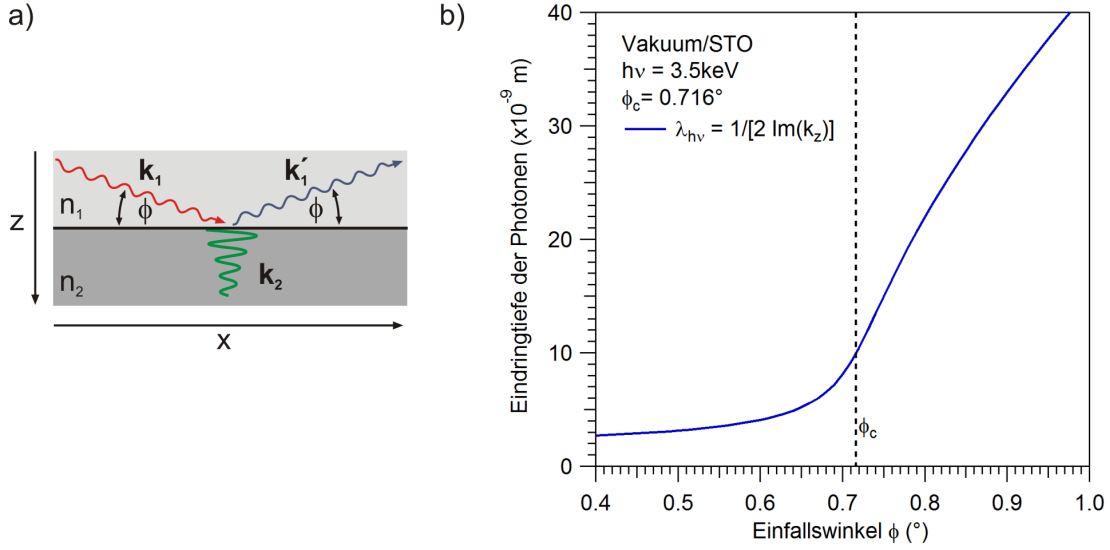 a)
z
n₁
k₁
ϕ
k´₁
ϕ
n₂
k₂
x
b)
Eindringtiefe der Photonen (x10⁻⁹ m)
40
30
20
10
0
Vakuum/STO
hν = 3.5keV
ϕc= 0.716°
λhν = 1/[2 Im(kz)]
ϕc
0.4 0.5 0.6 0.7 0.8 0.9 1.0
Einfallswinkel ϕ (°)